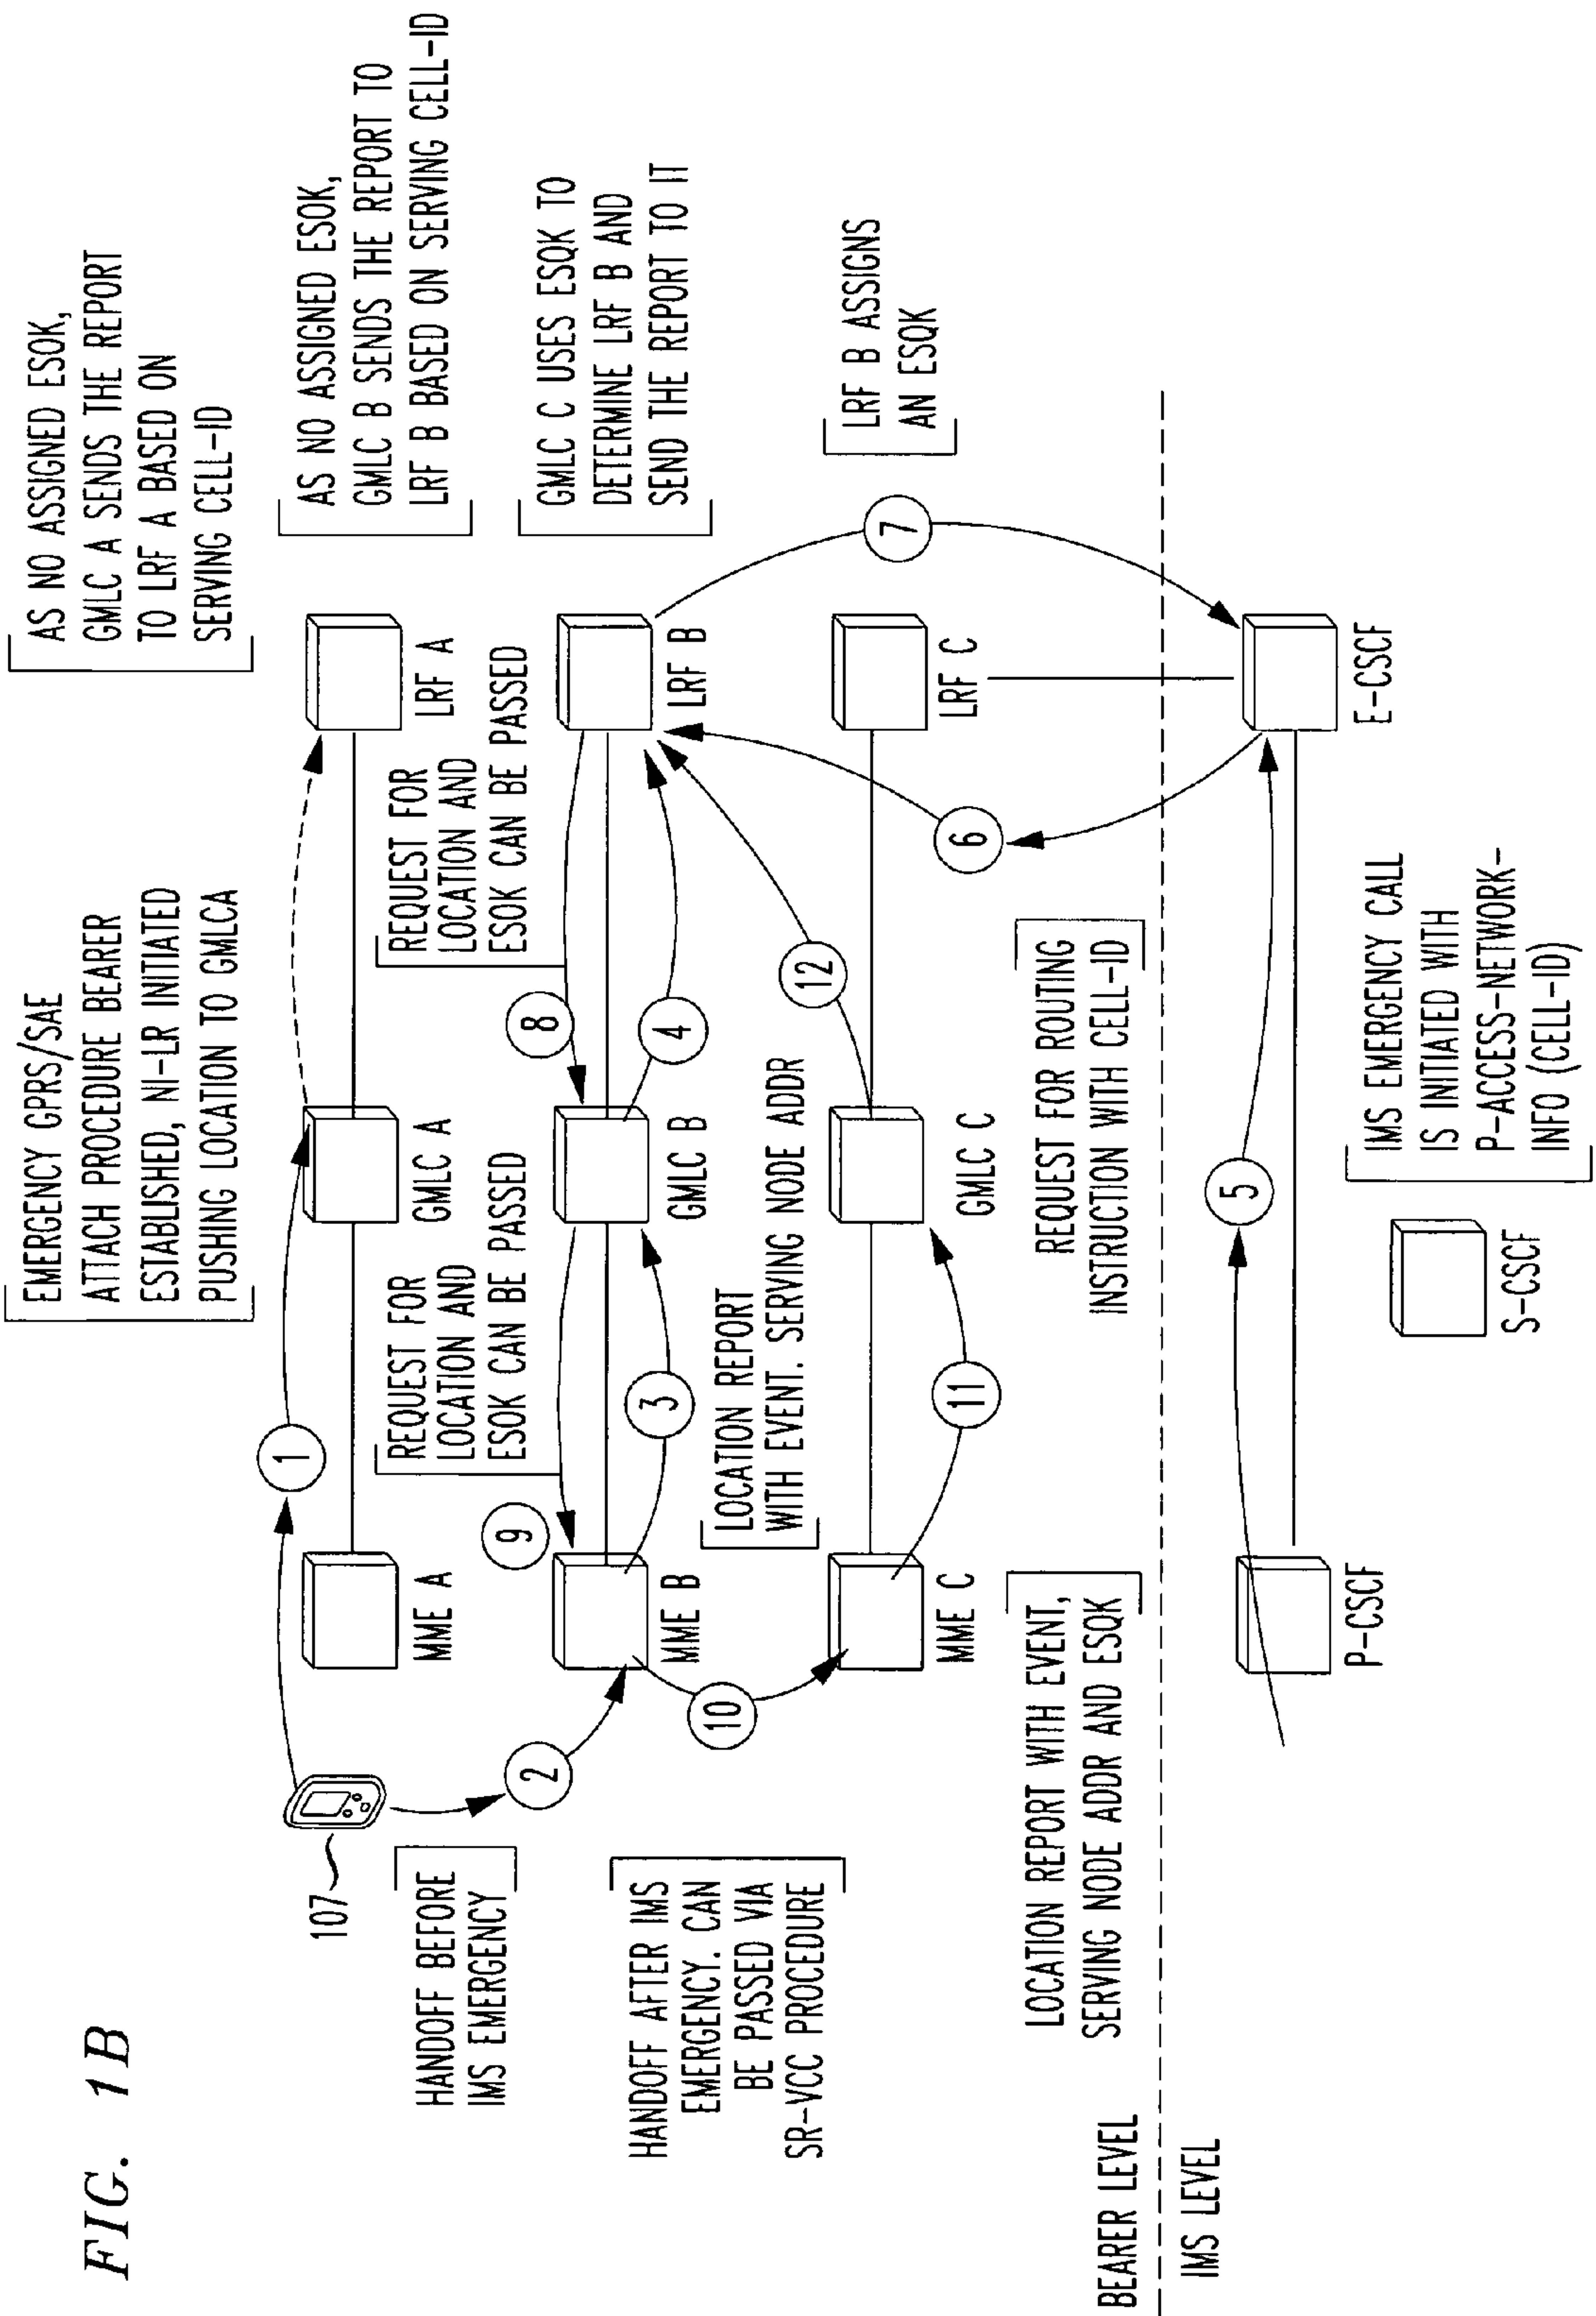 FIG. 1B
EMERGENCY GPRS/SAE
ATTACH PROCEDURE BEARER
ESTABLISHED, NI-LR INITIATED
PUSHING LOCATION TO GMLCA
AS NO ASSIGNED ESOK,
GMLC A SENDS THE REPORT
TO LRF A BASED ON
SERVING CELL-ID
107
1
MME A
GMLC A
LRF A
AS NO ASSIGNED ESOK,
GMLC B SENDS THE REPORT TO
LRF B BASED ON SERVING CELL-ID
HANDOFF BEFORE
IMS EMERGENCY
2
REQUEST FOR
LOCATION AND
ESOK CAN BE PASSED
REQUEST FOR
LOCATION AND
ESOK CAN BE PASSED
9
8
MME B
3
GMLC B
4
LRF B
GMLC C USES ESQK TO
DETERMINE LRF B AND
SEND THE REPORT TO IT
HANDOFF AFTER IMS
EMERGENCY. CAN
BE PASSED VIA
SR-VCC PROCEDURE
10
LOCATION REPORT
WITH EVENT. SERVING NODE ADDR
12
7
LRF B ASSIGNS
AN ESQK
MME C
11
GMLC C
6
LRF C
LOCATION REPORT WITH EVENT,
SERVING NODE ADDR AND ESQK
REQUEST FOR ROUTING
INSTRUCTION WITH CELL-ID
BEARER LEVEL
IMS LEVEL
P-CSCF
5
E-CSCF
S-CSCF
IMS EMERGENCY CALL
IS INITIATED WITH
P-ACCESS-NETWORK-
INFO (CELL-ID)